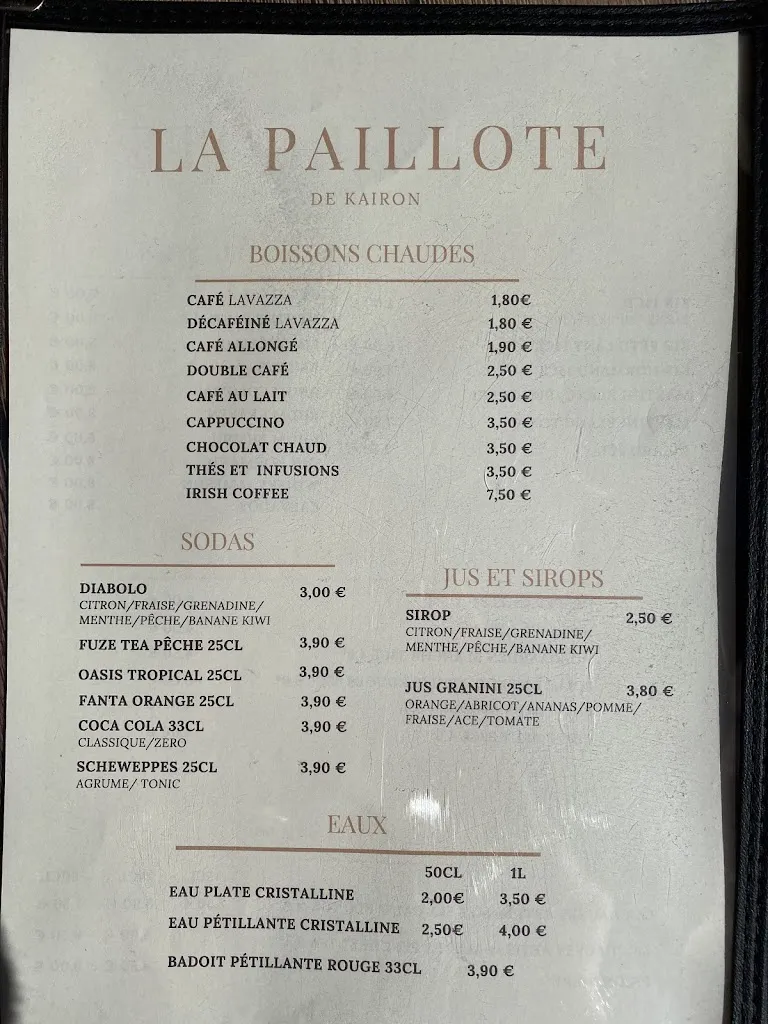 LA PAILLOTE
DE KAIRON
BOISSONS CHAUDES
CAFÉ LAVAZZA 1,80€
DÉCAFÉINÉ LAVAZZA 1,80 €
CAFÉ ALLONGÉ 1,90 €
DOUBLE CAFÉ 2,50 €
CAFÉ AU LAIT 2,50 €
CAPPUCCINO 3,50 €
CHOCOLAT CHAUD 3,50 €
THÉS ET INFUSIONS 3,50 €
IRISH COFFEE 7,50 €
SODAS
DIABOLO 3,00 €
CITRON/FRAISE/GRENADINE/
MENTHE/PÊCHE/BANANE KIWI
FUZE TEA PÊCHE 25CL 3,90 €
OASIS TROPICAL 25CL 3,90 €
FANTA ORANGE 25CL 3,90 €
COCA COLA 33CL 3,90 €
CLASSIQUE/ZERO
SCHEWEPPES 25CL 3,90 €
AGRUME/ TONIC
JUS ET SIROPS
SIROP 2,50 €
CITRON/FRAISE/GRENADINE/
MENTHE/PÊCHE/BANANE KIWI
JUS GRANINI 25CL 3,80 €
ORANGE/ABRICOT/ANANAS/POMME/
FRAISE/ACE/TOMATE
EAUX
50CL 1L
EAU PLATE CRISTALLINE 2,00€ 3,50 €
EAU PÉTILLANTE CRISTALLINE 2,50€ 4,00 €
BADOIT PÉTILLANTE ROUGE 33CL 3,90 €